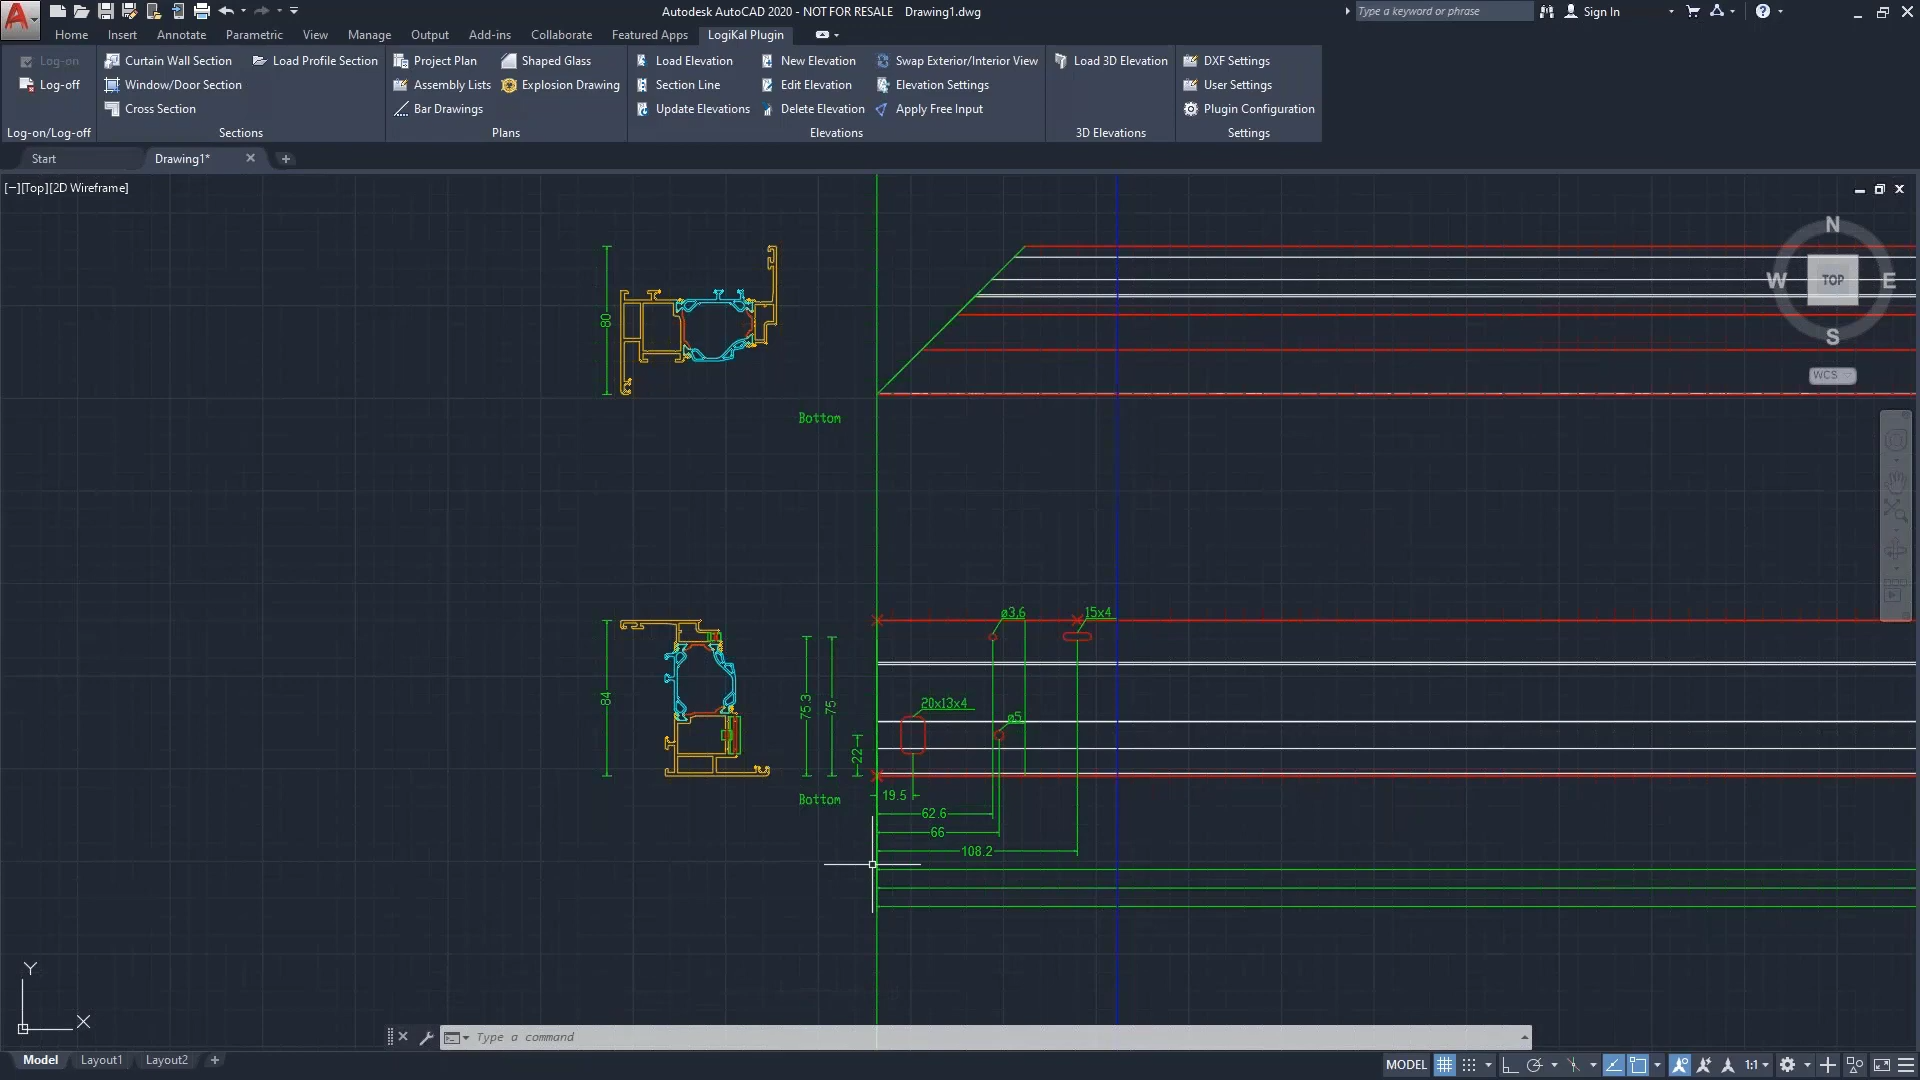 Autodesk AutoCAD 2020 - NOT FOR RESALE Drawing1.dwg
Type a keyword or phrase
Sign In
Home Insert Annotate Parametric View Manage Output Add-ins Collaborate Featured Apps LogiKal Plugin
Log-on
Log-off
Log-on/Log-off
Curtain Wall Section
Load Profile Section
Window/Door Section
Cross Section
Sections
Project Plan
Shaped Glass
Assembly Lists
Explosion Drawing
Bar Drawings
Plans
Load Elevation
New Elevation
Swap Exterior/Interior View
Section Line
Edit Elevation
Elevation Settings
Update Elevations
Delete Elevation
Apply Free Input
Elevations
Load 3D Elevation
3D Elevations
DXF Settings
User Settings
Plugin Configuration
Settings
Start
Drawing1*
[−][Top][2D Wireframe]
N
W
TOP
E
S
WCS
80
Bottom
ø3,6
15x4
84
75.3
75
20x13x4
ø5
22
Bottom
19.5
62.6
66
108.2
Y
X
Type a command
Model
Layout1
Layout2
MODEL
1:1